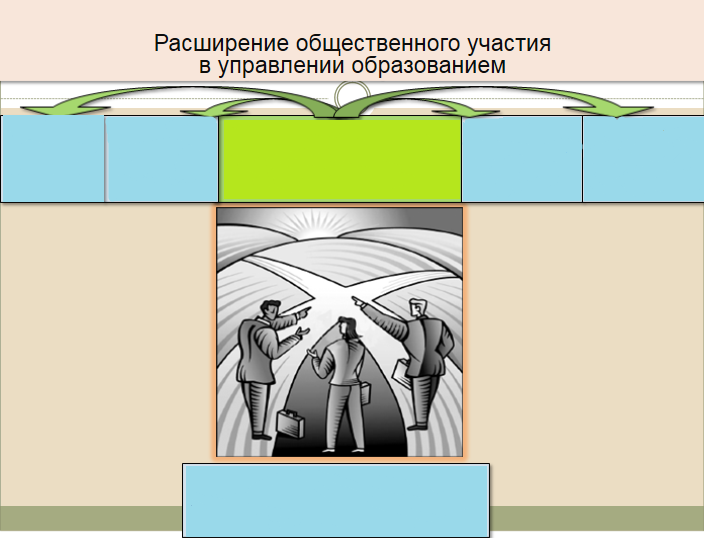 Расширение общественного участия
в управлении образованием